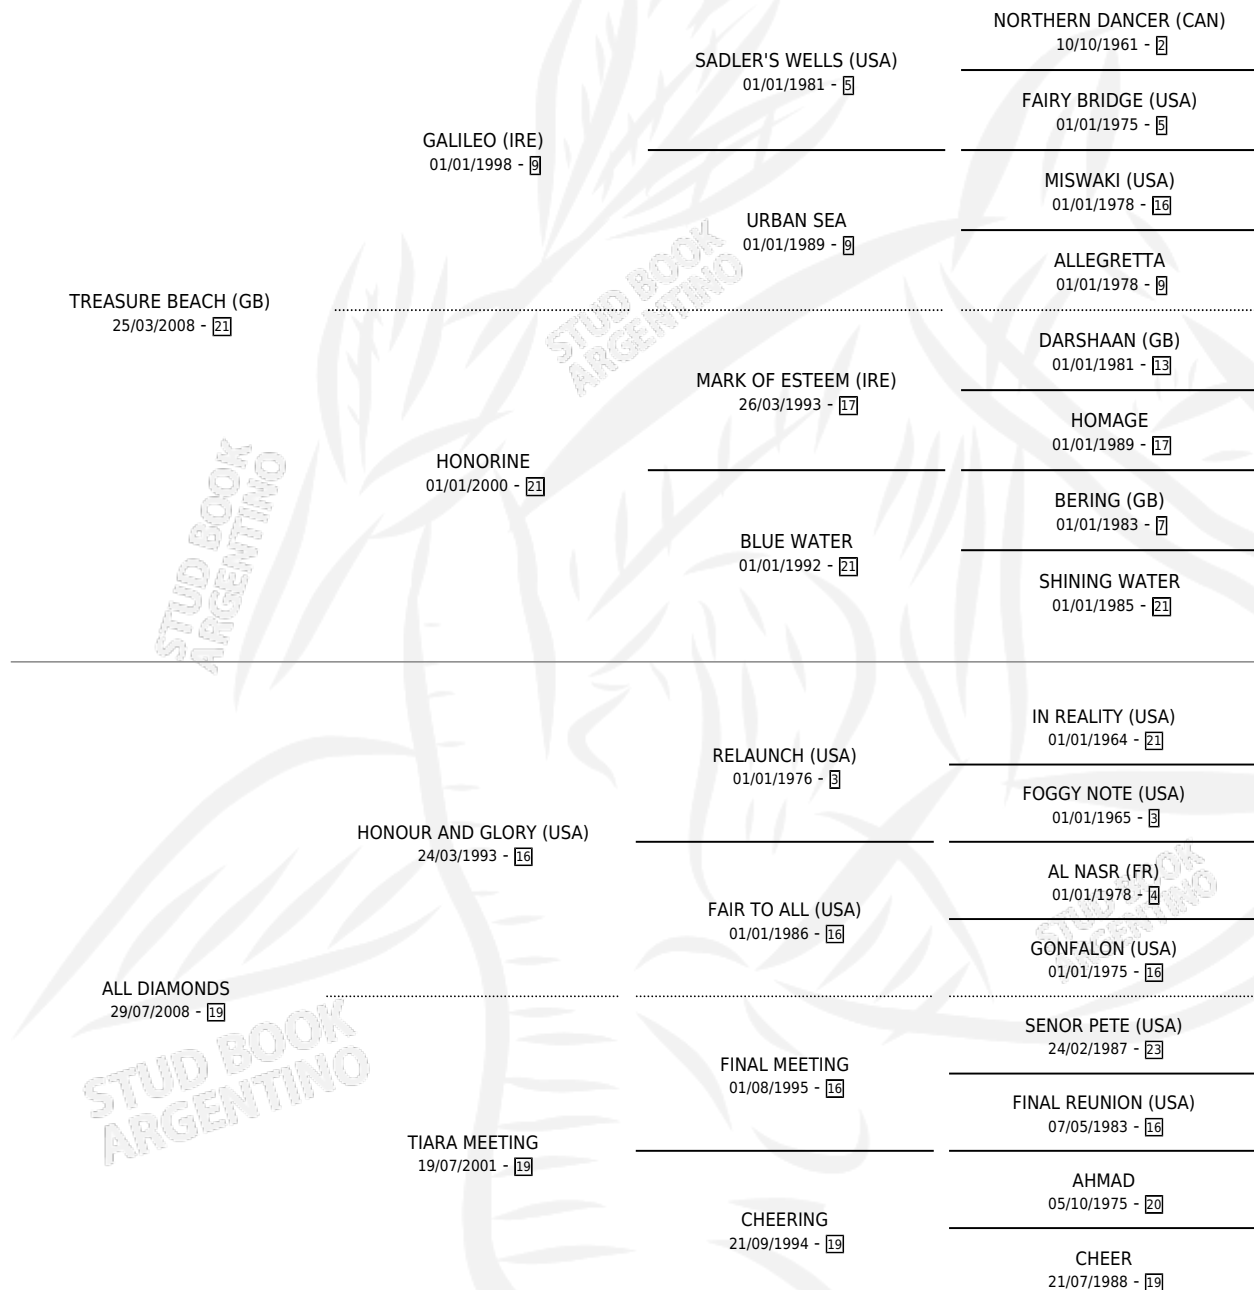 NORTHERN DANCER (CAN)
10/10/1961 - 2
SADLER'S WELLS (USA)
01/01/1981 - 5
FAIRY BRIDGE (USA)
01/01/1975 - 5
GALILEO (IRE)
01/01/1998 - 9
MISWAKI (USA)
01/01/1978 - 16
URBAN SEA
01/01/1989 - 9
ALLEGRETTA
01/01/1978 - 9
TREASURE BEACH (GB)
25/03/2008 - 21
STUD BOOK
ARGENTINO
DARSHAAN (GB)
01/01/1981 - 13
MARK OF ESTEEM (IRE)
26/03/1993 - 17
HOMAGE
01/01/1989 - 17
HONORINE
01/01/2000 - 21
BERING (GB)
01/01/1983 - 7
BLUE WATER
01/01/1992 - 21
SHINING WATER
01/01/1985 - 21
STUD BOOK
ARGENTINO
IN REALITY (USA)
01/01/1964 - 21
RELAUNCH (USA)
01/01/1976 - 3
FOGGY NOTE (USA)
01/01/1965 - 3
HONOUR AND GLORY (USA)
24/03/1993 - 16
AL NASR (FR)
01/01/1978 - 4
FAIR TO ALL (USA)
01/01/1986 - 16
STUD BOOK
ARGENTINO
GONFALON (USA)
01/01/1975 - 16
ALL DIAMONDS
29/07/2008 - 19
STUD BOOK
ARGENTINO
SENOR PETE (USA)
24/02/1987 - 23
FINAL MEETING
01/08/1995 - 16
FINAL REUNION (USA)
07/05/1983 - 16
TIARA MEETING
19/07/2001 - 19
AHMAD
05/10/1975 - 20
CHEERING
21/09/1994 - 19
CHEER
21/07/1988 - 19